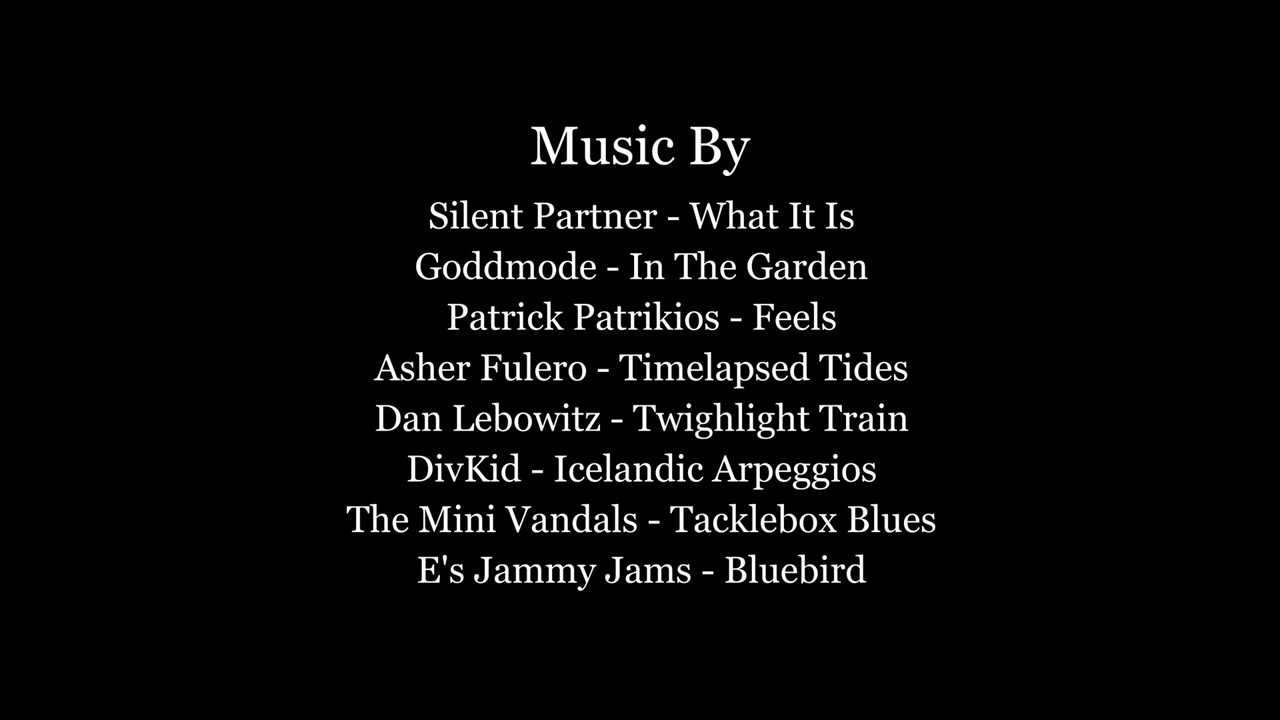 Music By
Silent Partner - What It Is
Goddmode - In The Garden
Patrick Patrikios - Feels
Asher Fulero - Timelapsed Tides
Dan Lebowitz - Twighlight Train
DivKid - Icelandic Arpeggios
The Mini Vandals - Tacklebox Blues
E's Jammy Jams - Bluebird